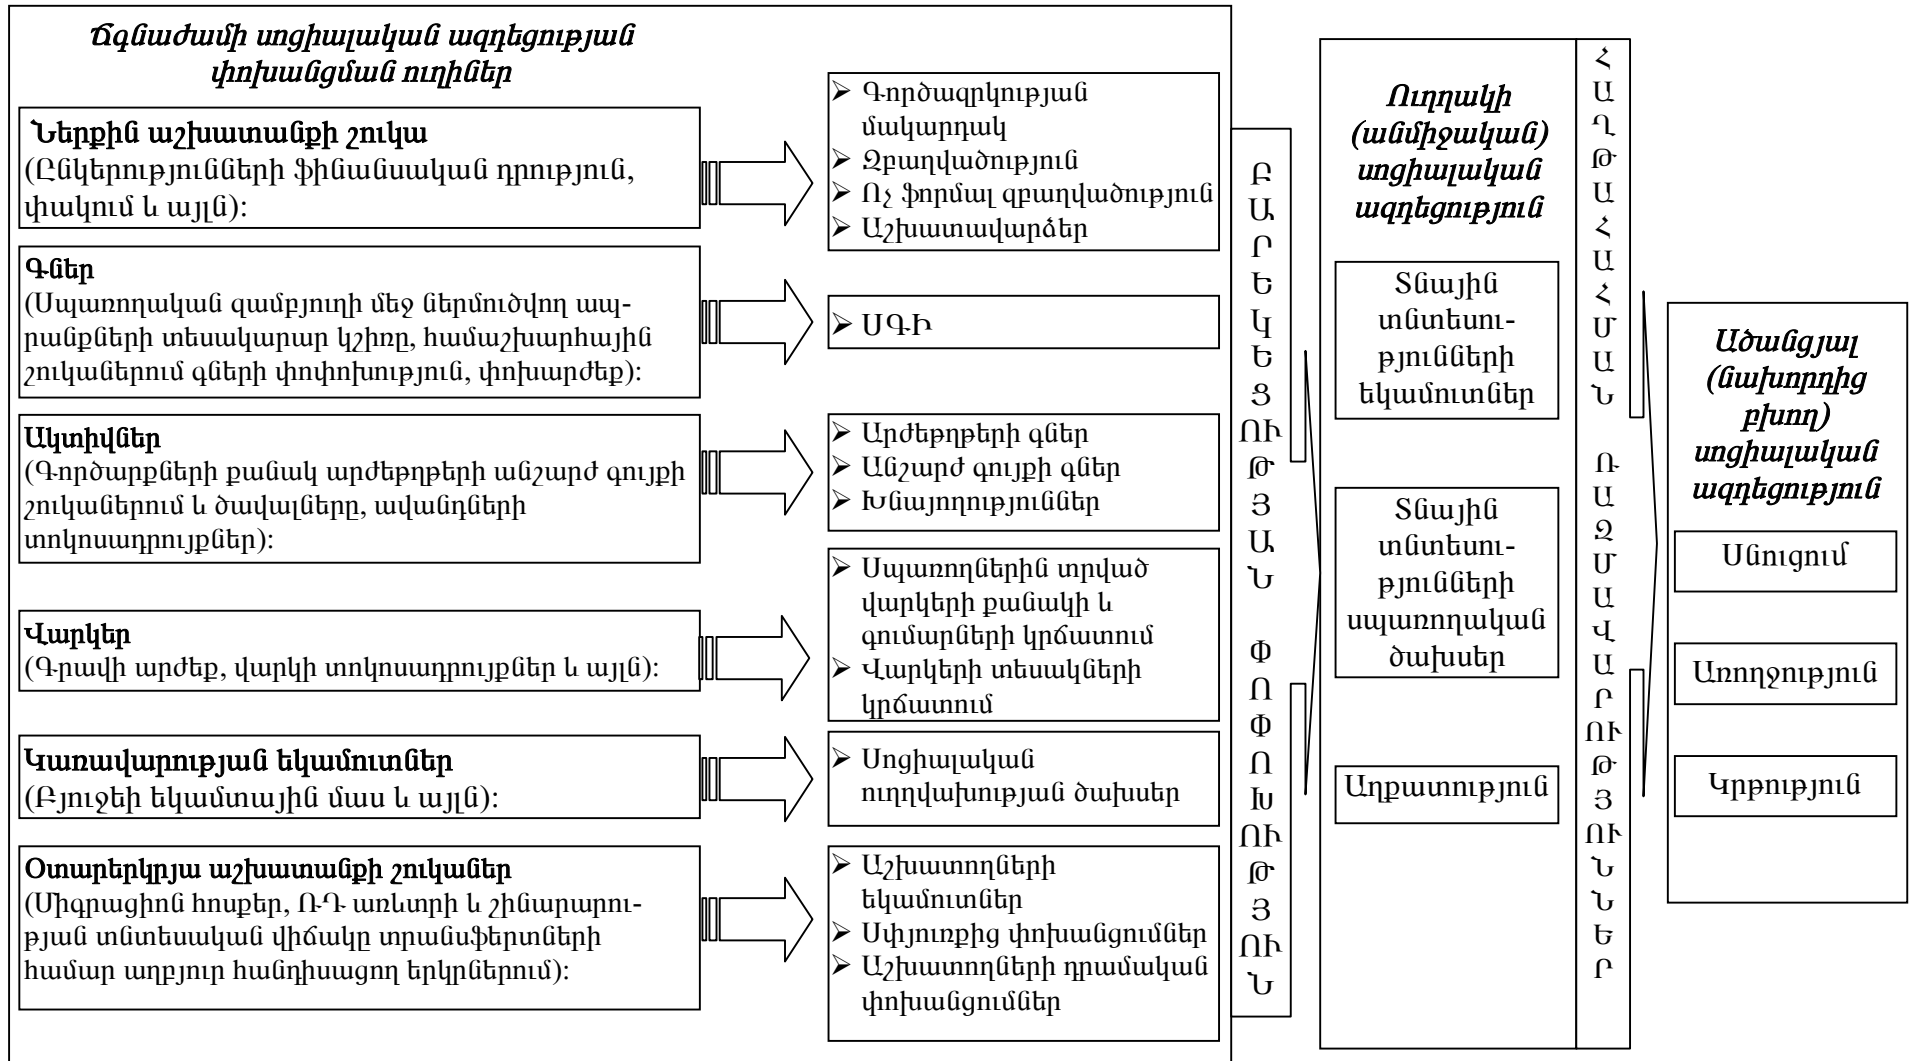 Ճգնաժամի սոցիալական ազդեցության
փոխանցման ուղիներ
Ներքին աշխատանքի շուկա
(Ընկերությունների ֆինանսական դրություն,
փակում և այլն):
Գործազրկության
մակարդակ
Զբաղվածություն
Ոչ ֆորմալ զբաղվածություն
Աշխատավարձեր
Գներ
(Սպառողական զամբյուղի մեջ ներմուծվող ապ-
րանքների տեսակարար կշիռը, համաշխարհային
շուկաներում գների փոփոխություն, փոխարժեք):
ՍԳԻ
Ակտիվներ
(Գործարքների քանակ արժեթղթերի անշարժ գույքի
շուկաներում և ծավալները, ավանդների
տոկոսադրույքներ):
Արժեթղթերի գներ
Անշարժ գույքի գներ
Խնայողություններ
Վարկեր
(Գրավի արժեք, վարկի տոկոսադրույքներ և այլն):
Սպառողներին տրված
վարկերի քանակի և
գումարների կրճատում
Վարկերի տեսակների
կրճատում
Կառավարության եկամուտներ
(Բյուջեի եկամտային մաս և այլն):
Սոցիալական
ուղղվախության ծախսեր
Օտարերկրյա աշխատանքի շուկաներ
(Միգրացիոն հոսքեր, ՌԴ առևտրի և շինարարու-
թյան տնտեսական վիճակը տրանսֆերտների
համար աղբյուր հանդիսացող երկրներում):
Աշխատողների
եկամուտներ
Սփյուռքից փոխանցումներ
Աշխատողների դրամական
փոխանցումներ
ԲԱՐԵԿԵՑՈՒԹՅԱՆ ՓՈՓՈԽՈՒԹՅՈՒՆ
Ուղղակի
(անմիջական)
սոցիալական
ազդեցություն
Տնային
տնտեսու-
թյունների
եկամուտներ
Տնային
տնտեսու-
թյունների
սպառողական
ծախսեր
Աղքատություն
ՀԱՂԹԱՀԱՀՄԱՆ ՌԱԶՄԱՎԱՐՈՒԹՅՈՒՆՆԵՐ
Ածանցյալ
(նախորդից
բխող)
սոցիալական
ազդեցություն
Սնուցում
Առողջություն
Կրթություն